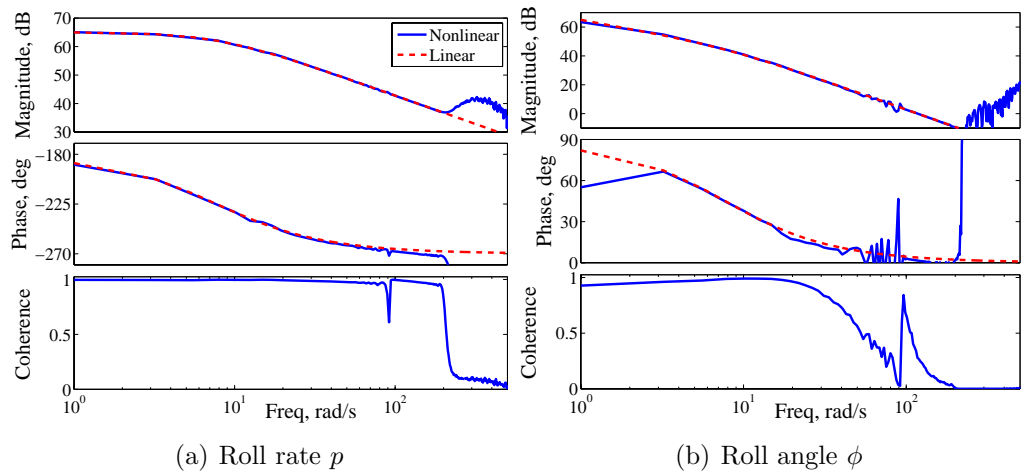 Magnitude, dB
70
60
50
40
30
Nonlinear
Linear
Phase, deg
−180
−225
−270
Coherence
1
0.5
0
10^0
10^1
10^2
Freq, rad/s
(a) Roll rate p
Magnitude, dB
60
40
20
0
Phase, deg
90
60
30
0
Coherence
1
0.5
0
10^0
10^1
10^2
Freq, rad/s
(b) Roll angle ϕ